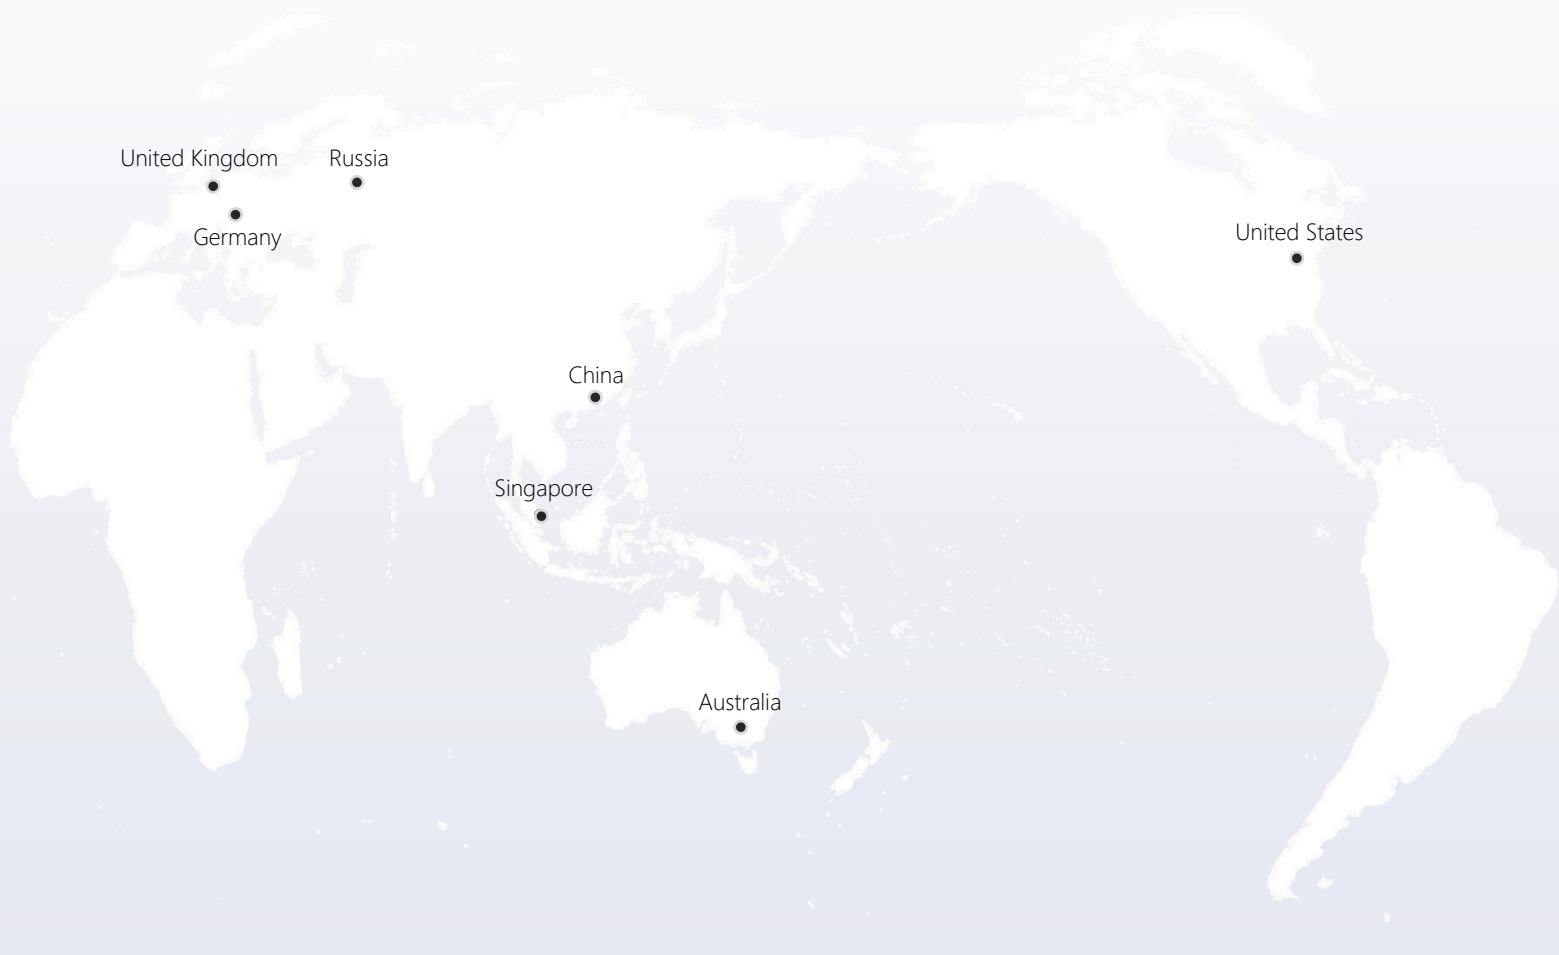 United Kingdom
Russia
Germany
United States
China
Singapore
Australia